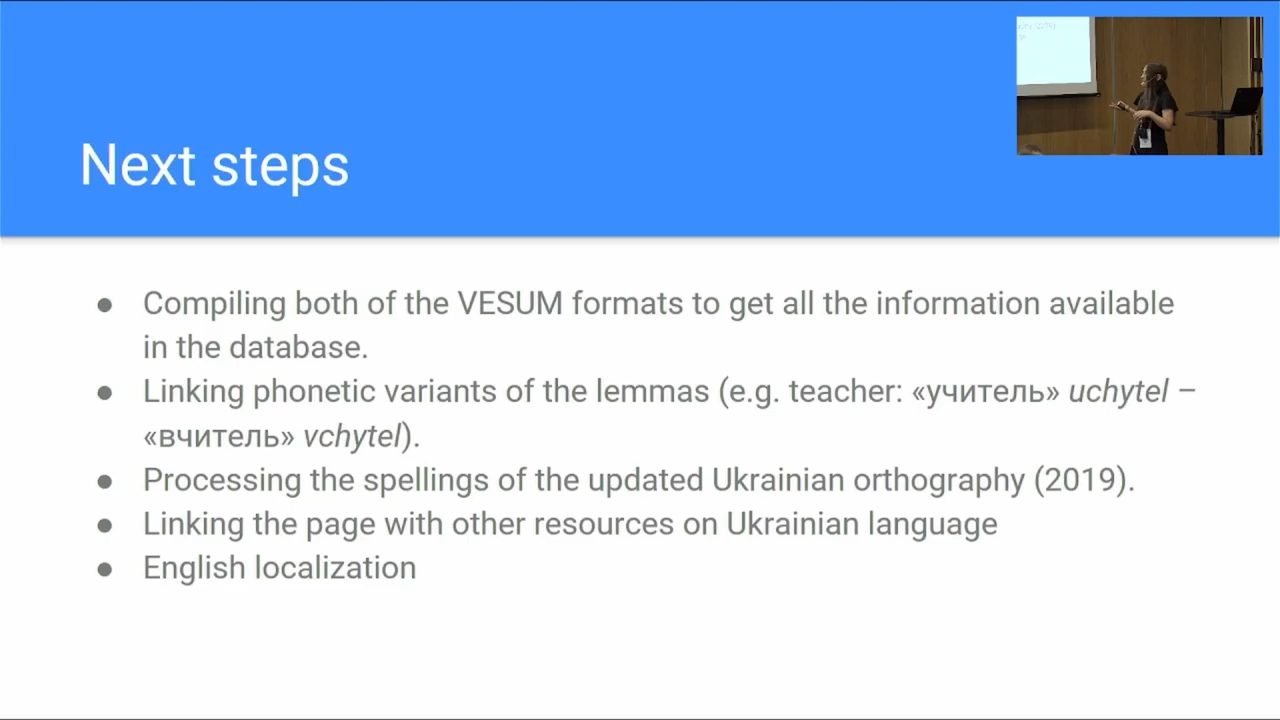 Next steps
● Compiling both of the VESUM formats to get all the information available
in the database.
● Linking phonetic variants of the lemmas (e.g. teacher: «учитель» uchytel –
«вчитель» vchytel).
● Processing the spellings of the updated Ukrainian orthography (2019).
● Linking the page with other resources on Ukrainian language
● English localization